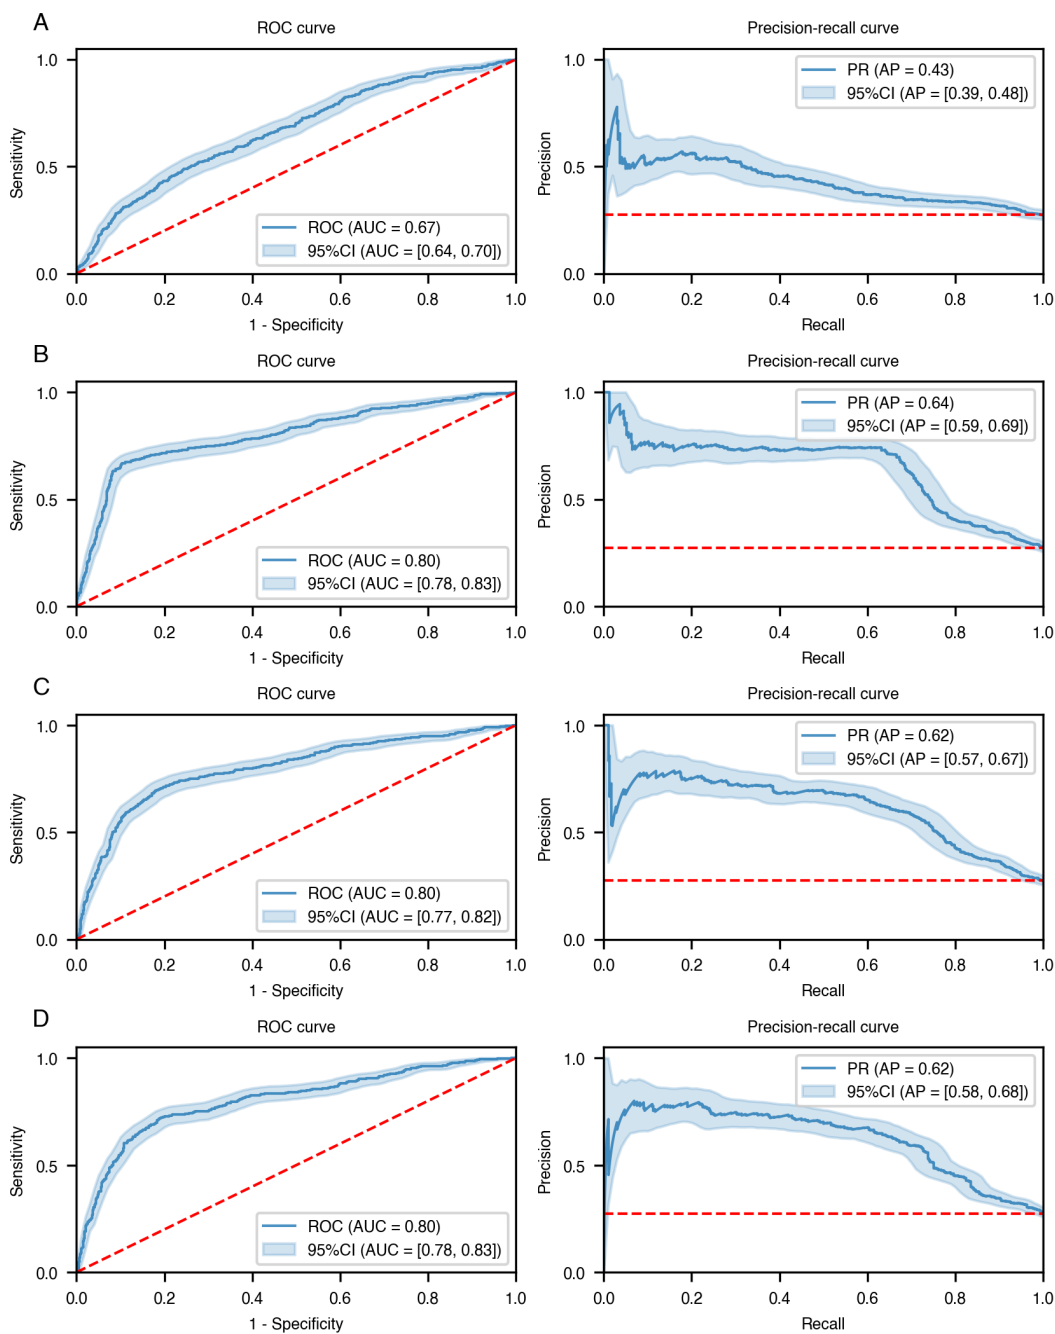 A
ROC curve
1.0
0.5
0.0
Sensitivity
ROC (AUC = 0.67)
95%CI (AUC = [0.64, 0.70])
0.0 0.2 0.4 0.6 0.8 1.0
1 - Specificity
Precision-recall curve
1.0
0.5
0.0
Precision
PR (AP = 0.43)
95%CI (AP = [0.39, 0.48])
0.0 0.2 0.4 0.6 0.8 1.0
Recall
B
ROC curve
1.0
0.5
0.0
Sensitivity
ROC (AUC = 0.80)
95%CI (AUC = [0.78, 0.83])
0.0 0.2 0.4 0.6 0.8 1.0
1 - Specificity
Precision-recall curve
1.0
0.5
0.0
Precision
PR (AP = 0.64)
95%CI (AP = [0.59, 0.69])
0.0 0.2 0.4 0.6 0.8 1.0
Recall
C
ROC curve
1.0
0.5
0.0
Sensitivity
ROC (AUC = 0.80)
95%CI (AUC = [0.77, 0.82])
0.0 0.2 0.4 0.6 0.8 1.0
1 - Specificity
Precision-recall curve
1.0
0.5
0.0
Precision
PR (AP = 0.62)
95%CI (AP = [0.57, 0.67])
0.0 0.2 0.4 0.6 0.8 1.0
Recall
D
ROC curve
1.0
0.5
0.0
Sensitivity
ROC (AUC = 0.80)
95%CI (AUC = [0.78, 0.83])
0.0 0.2 0.4 0.6 0.8 1.0
1 - Specificity
Precision-recall curve
1.0
0.5
0.0
Precision
PR (AP = 0.62)
95%CI (AP = [0.58, 0.68])
0.0 0.2 0.4 0.6 0.8 1.0
Recall